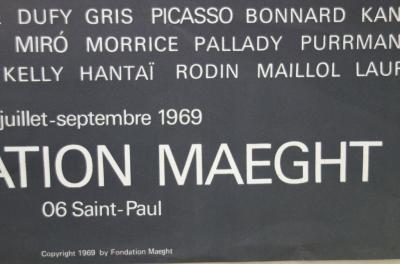 DUFY GRIS PICASSO BONNARD KAN
MIRÓ MORRICE PALLADY PURRMAN
KELLY HANTAÏ RODIN MAILLOL LAUR
juillet-septembre 1969
ATION MAEGHT
06 Saint-Paul
Copyright 1969 by Fondation Maeght